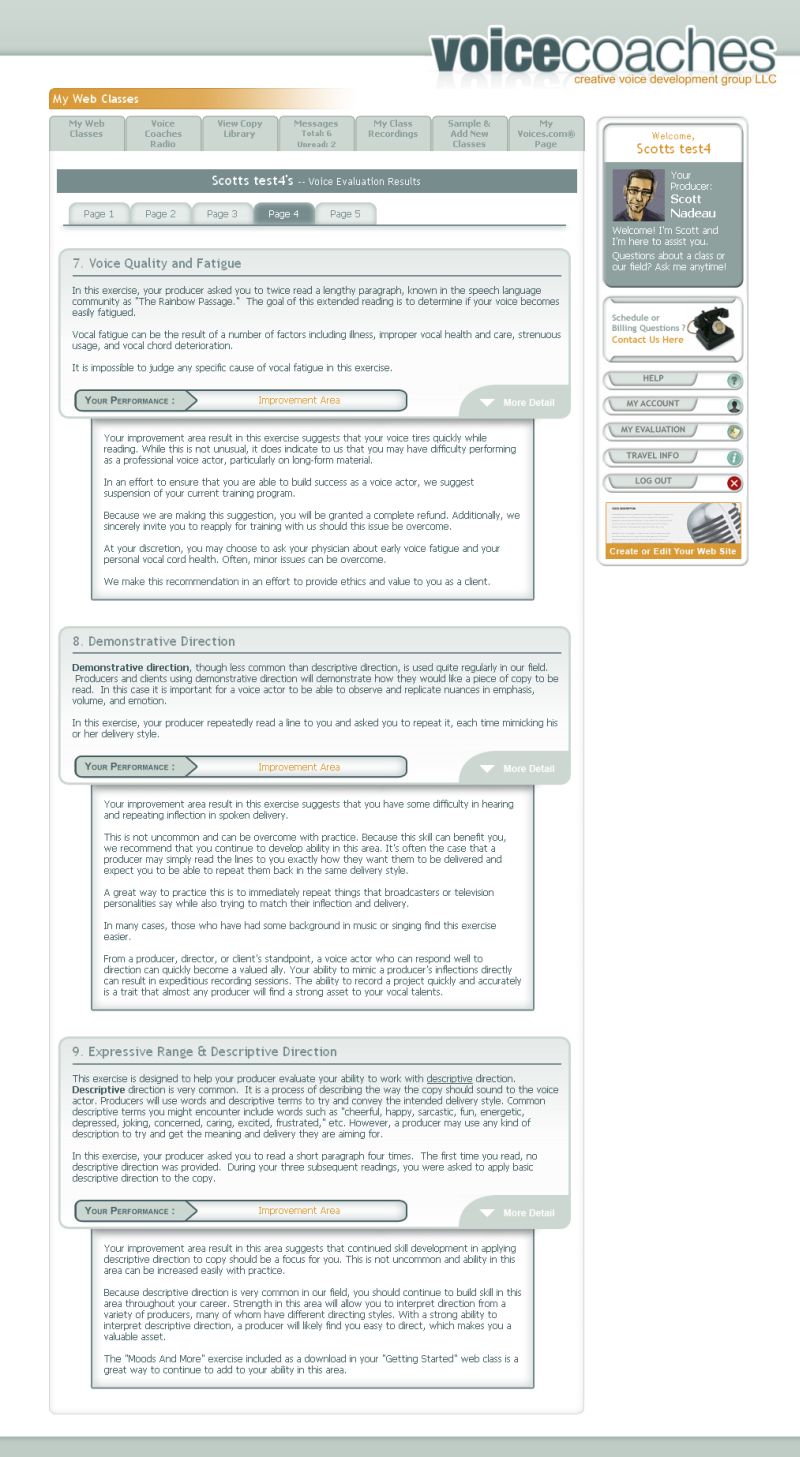 voicecoaches
creative voice development group LLC
My Web Classes
My Web
Classes
Voice
Coaches
Radio
View Copy
Library
Messages
Total: 6
Unread: 2
My Class
Recordings
Sample &
Add New
Classes
My
Voices.com®
Page
Scotts test4's -- Voice Evaluation Results
Page 1
Page 2
Page 3
Page 4
Page 5
7. Voice Quality and Fatigue
In this exercise, your producer asked you to twice read a lengthy paragraph, known in the speech language
community as "The Rainbow Passage." The goal of this extended reading is to determine if your voice becomes
easily fatigued.
Vocal fatigue can be the result of a number of factors including illness, improper vocal health and care, strenuous
usage, and vocal chord deterioration.
It is impossible to judge any specific cause of vocal fatigue in this exercise.
Your Performance :
Improvement Area
More Detail
Your improvement area result in this exercise suggests that your voice tires quickly while
reading. While this is not unusual, it does indicate to us that you may have difficulty performing
as a professional voice actor, particularly on long-form material.
In an effort to ensure that you are able to build success as a voice actor, we suggest
suspension of your current training program.
Because we are making this suggestion, you will be granted a complete refund. Additionally, we
sincerely invite you to reapply for training with us should this issue be overcome.
At your discretion, you may choose to ask your physician about early voice fatigue and your
personal vocal cord health. Often, minor issues can be overcome.
We make this recommendation in an effort to provide ethics and value to you as a client.
8. Demonstrative Direction
Demonstrative direction, though less common than descriptive direction, is used quite regularly in our field.
Producers and clients using demonstrative direction will demonstrate how they would like a piece of copy to be
read. In this case it is important for a voice actor to be able to observe and replicate nuances in emphasis,
volume, and emotion.
In this exercise, your producer repeatedly read a line to you and asked you to repeat it, each time mimicking his
or her delivery style.
Your Performance :
Improvement Area
More Detail
Your improvement area result in this exercise suggests that you have some difficulty in hearing
and repeating inflection in spoken delivery.
This is not uncommon and can be overcome with practice. Because this skill can benefit you,
we recommend that you continue to develop ability in this area. It's often the case that a
producer may simply read the lines to you exactly how they want them to be delivered and
expect you to be able to repeat them back in the same delivery style.
A great way to practice this is to immediately repeat things that broadcasters or television
personalities say while also trying to match their inflection and delivery.
In many cases, those who have had some background in music or singing find this exercise
easier.
From a producer, director, or client's standpoint, a voice actor who can respond well to
direction can quickly become a valued ally. Your ability to mimic a producer's inflections directly
can result in expeditious recording sessions. The ability to record a project quickly and accurately
is a trait that almost any producer will find a strong asset to your vocal talents.
9. Expressive Range & Descriptive Direction
This exercise is designed to help your producer evaluate your ability to work with descriptive direction.
Descriptive direction is very common. It is a process of describing the way the copy should sound to the voice
actor. Producers will use words and descriptive terms to try and convey the intended delivery style. Common
descriptive terms you might encounter include words such as "cheerful, happy, sarcastic, fun, energetic,
depressed, joking, concerned, caring, excited, frustrated," etc. However, a producer may use any kind of
description to try and get the meaning and delivery they are aiming for.
In this exercise, your producer asked you to read a short paragraph four times. The first time you read, no
descriptive direction was provided. During your three subsequent readings, you were asked to apply basic
descriptive direction to the copy.
Your Performance :
Improvement Area
More Detail
Your improvement area result in this area suggests that continued skill development in applying
descriptive direction to copy should be a focus for you. This is not uncommon and ability in this
area can be increased easily with practice.
Because descriptive direction is very common in our field, you should continue to build skill in this
area throughout your career. Strength in this area will allow you to interpret direction from a
variety of producers, many of whom have different directing styles. With a strong ability to
interpret descriptive direction, a producer will likely find you easy to direct, which makes you a
valuable asset.
The "Moods And More" exercise included as a download in your "Getting Started" web class is a
great way to continue to add to your ability in this area.
Welcome,
Scotts test4
Your
Producer:
Scott
Nadeau
Welcome! I'm Scott and
I'm here to assist you.
Questions about a class or
our field? Ask me anytime!
Schedule or
Billing Questions ?
Contact Us Here
HELP
MY ACCOUNT
MY EVALUATION
TRAVEL INFO
LOG OUT
Create or Edit Your Web Site